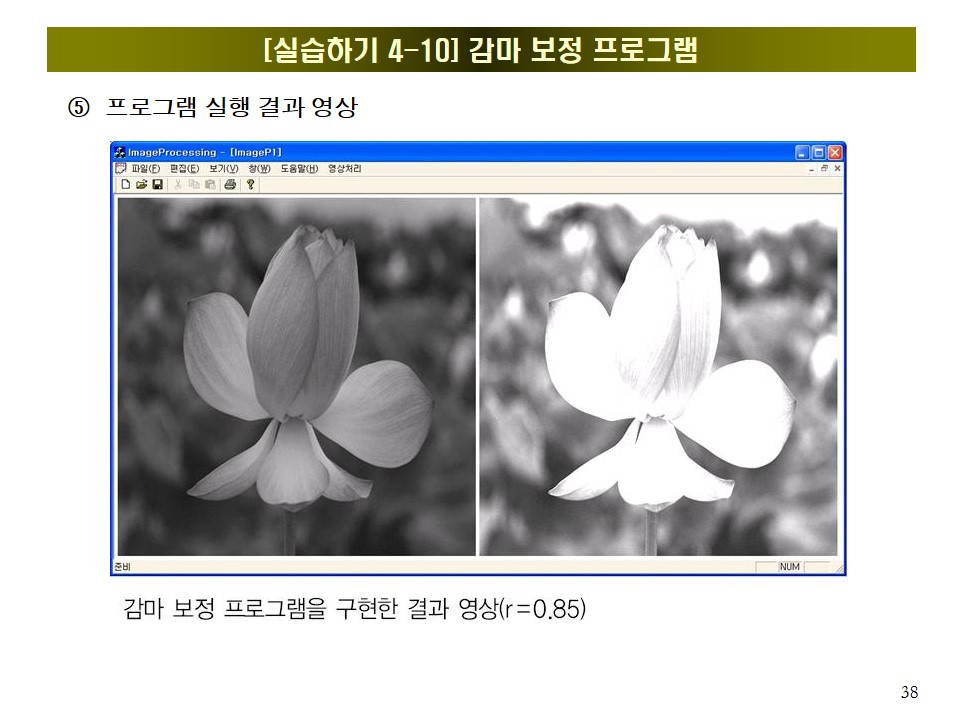 [실습하기 4-10] 감마 보정 프로그램
⑤ 프로그램 실행 결과 영상
ImageProcessing - [ImageP1]
파일(F) 편집(E) 보기(V) 창(W) 도움말(H) 영상처리
준비 NUM
감마 보정 프로그램을 구현한 결과 영상(r=0.85)
38